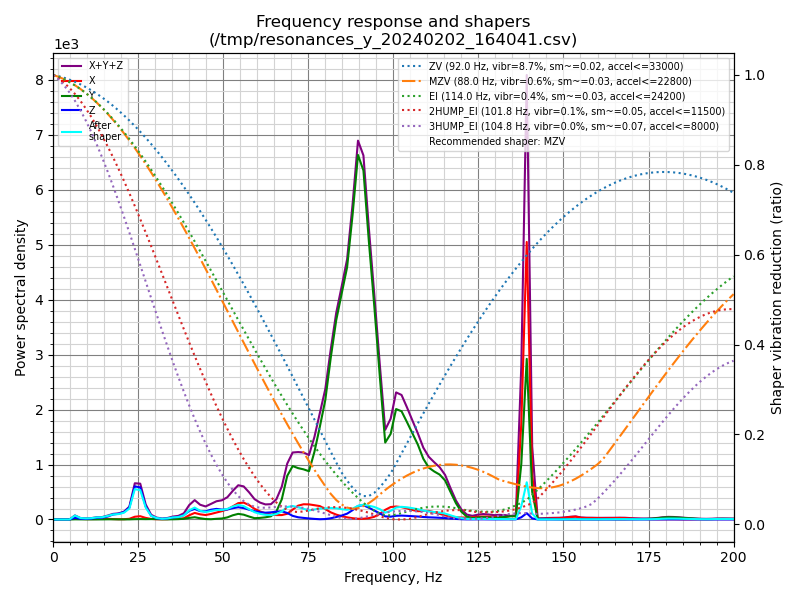 Frequency response and shapers
(/tmp/resonances_y_20240202_164041.csv)
1e3
X+Y+Z
X
Y
Z
After
shaper
ZV (92.0 Hz, vibr=8.7%, sm~=0.02, accel<=33000)
MZV (88.0 Hz, vibr=0.6%, sm~=0.03, accel<=22800)
EI (114.0 Hz, vibr=0.4%, sm~=0.03, accel<=24200)
2HUMP_EI (101.8 Hz, vibr=0.1%, sm~=0.05, accel<=11500)
3HUMP_EI (104.8 Hz, vibr=0.0%, sm~=0.07, accel<=8000)
Recommended shaper: MZV
8
7
6
5
4
3
2
1
0
Power spectral density
1.0
0.8
0.6
0.4
0.2
0.0
Shaper vibration reduction (ratio)
0 25 50 75 100 125 150 175 200
Frequency, Hz